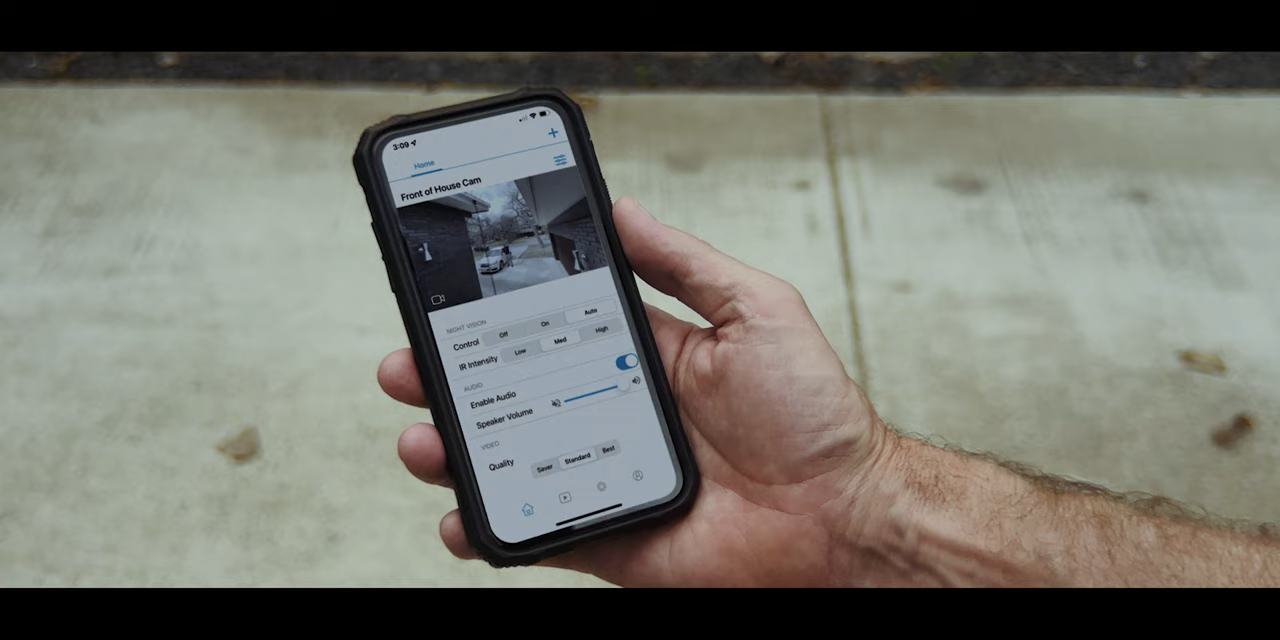 3:09
Home
Front of House Cam
NIGHT VISION
Control Off On Auto
IR Intensity Low Med High
AUDIO
Enable Audio
Speaker Volume
VIDEO
Quality Saver Standard Best